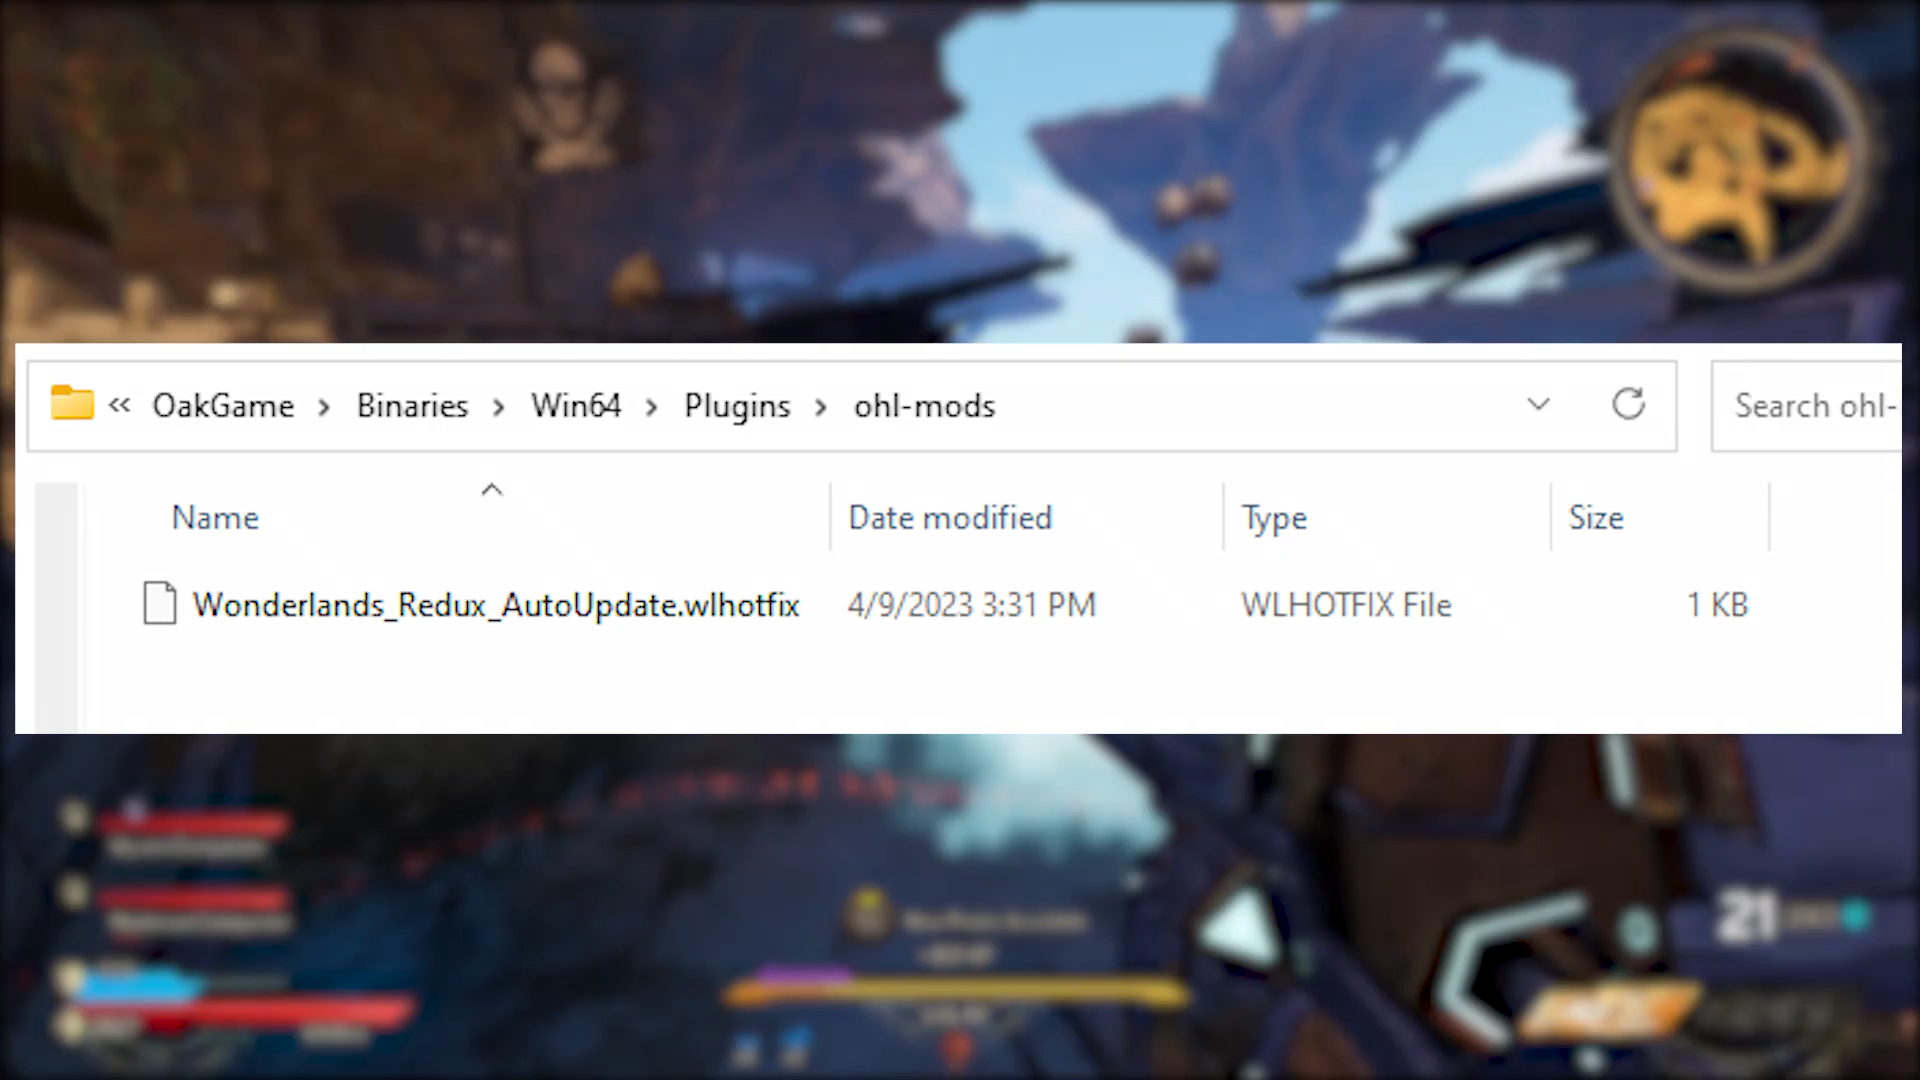 « OakGame > Binaries > Win64 > Plugins > ohl-mods
Search ohl-
Name
Date modified
Type
Size
Wonderlands_Redux_AutoUpdate.wlhotfix 4/9/2023 3:31 PM WLHOTFIX File 1 KB
21